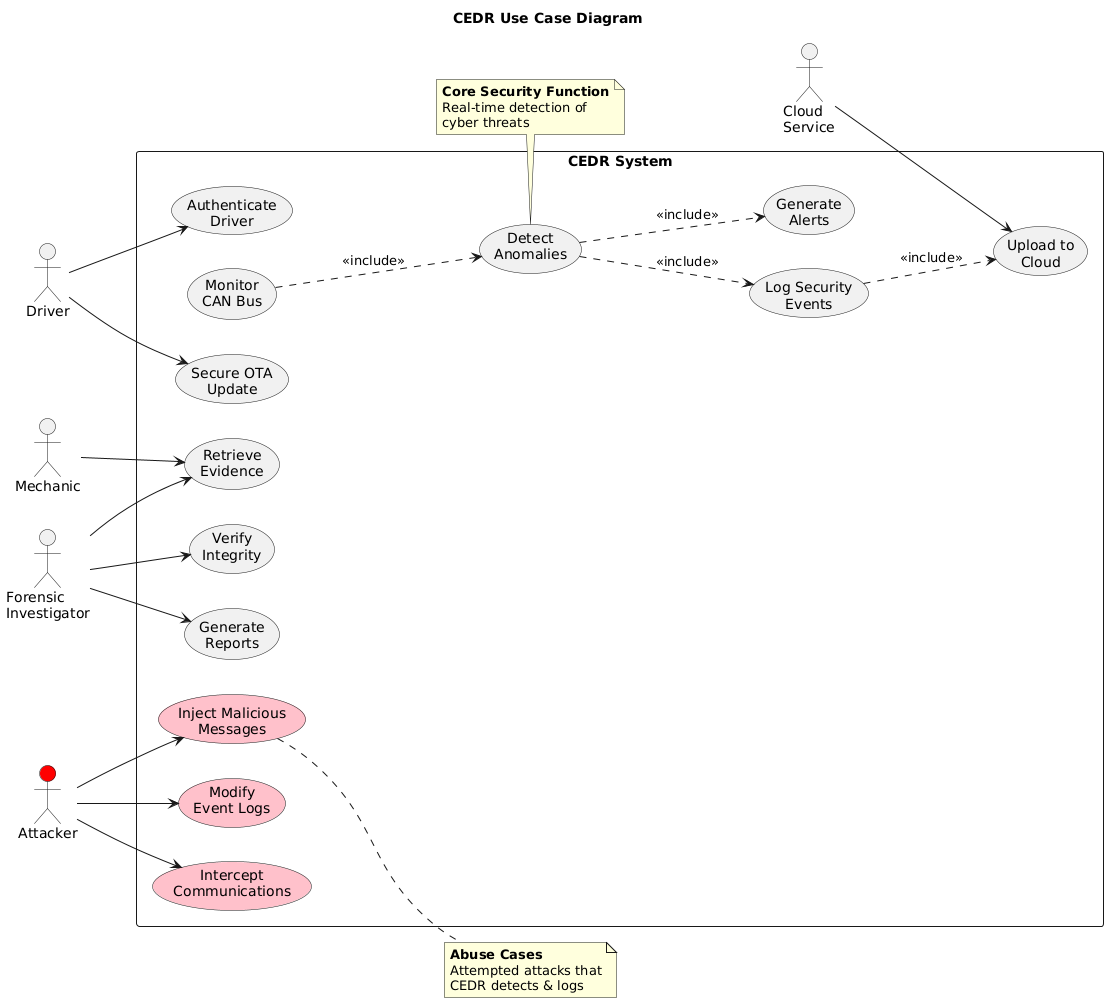 CEDR Use Case Diagram
Cloud
Service
Core Security Function
Real-time detection of
cyber threats
CEDR System
Authenticate
Driver
Generate
Alerts
«include»
Detect
Anomalies
Upload to
Cloud
Driver
Monitor
CAN Bus
«include»
«include»
Log Security
Events
«include»
Secure OTA
Update
Mechanic
Retrieve
Evidence
Forensic
Investigator
Verify
Integrity
Generate
Reports
Inject Malicious
Messages
Attacker
Modify
Event Logs
Intercept
Communications
Abuse Cases
Attempted attacks that
CEDR detects & logs